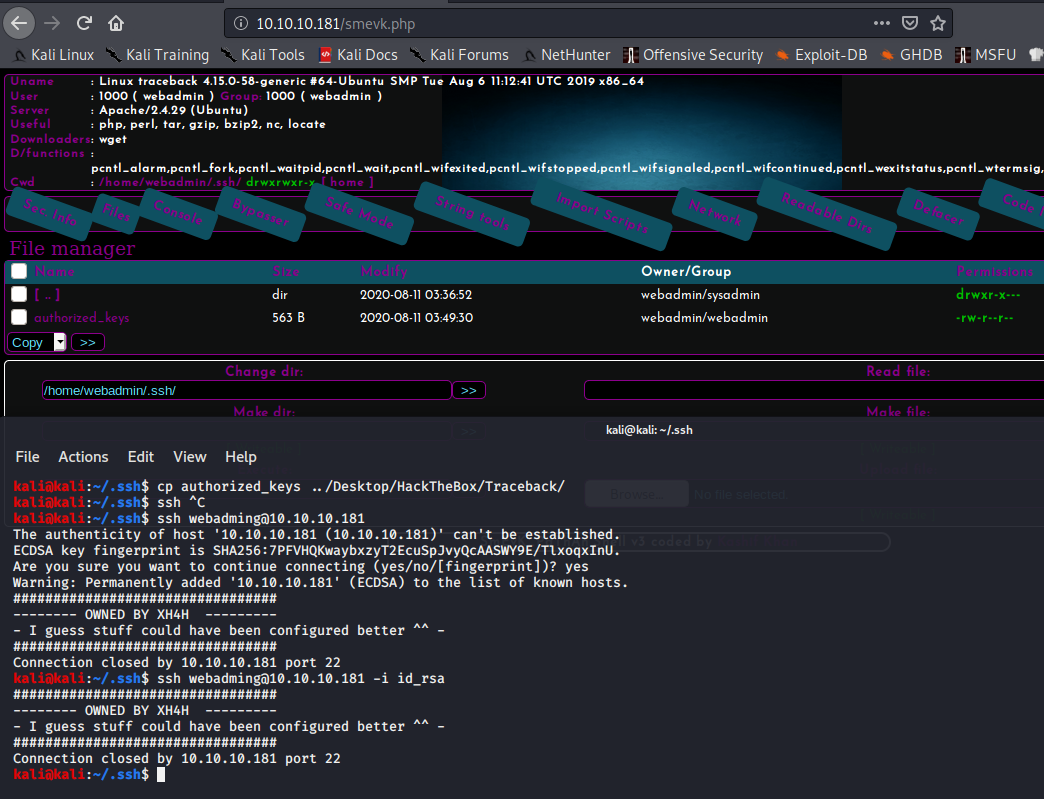 10.10.10.181/smevk.php
Kali Linux Kali Training Kali Tools Kali Docs Kali Forums NetHunter Offensive Security Exploit-DB GHDB MSFU
Uname : Linux traceback 4.15.0-58-generic #64-Ubuntu SMP Tue Aug 6 11:12:41 UTC 2019 x86_64
User : 1000 ( webadmin ) Group: 1000 ( webadmin )
Server : Apache/2.4.29 (Ubuntu)
Useful : php, perl, tar, gzip, bzip2, nc, locate
Downloaders: wget
D/functions :
pcntl_alarm,pcntl_fork,pcntl_waitpid,pcntl_wait,pcntl_wifexited,pcntl_wifstopped,pcntl_wifsignaled,pcntl_wifcontinued,pcntl_wexitstatus,pcntl_wtermsig,
Cwd : /home/webadmin/.ssh/ drwxrwxr-x [ home ]
Sec. Info Files Console Bypasser Safe Mode String tools Import Scripts Network Readable Dirs Defacer Code
File manager
Name Size Modify Owner/Group Permissions
[ .. ] dir 2020-08-11 03:36:52 webadmin/sysadmin drwxr-x---
authorized_keys 563 B 2020-08-11 03:49:30 webadmin/webadmin -rw-r--r--
Copy >>
Change dir: Read file:
/home/webadmin/.ssh/ >>
Make dir: Make file:
>>
kali@kali: ~/.ssh
File Actions Edit View Help
kali@kali:~/.ssh$ cp authorized_keys ../Desktop/HackTheBox/Traceback/
Browse... No file selected.
kali@kali:~/.ssh$ ssh ^C
kali@kali:~/.ssh$ ssh webadming@10.10.10.181
The authenticity of host '10.10.10.181 (10.10.10.181)' can't be established.
ECDSA key fingerprint is SHA256:7PFVHQKwaybxzyT2EcuSpJvyQcAASWY9E/TlxoqxInU.
v3 coded by
Are you sure you want to continue connecting (yes/no/[fingerprint])? yes
Warning: Permanently added '10.10.10.181' (ECDSA) to the list of known hosts.
#################################
-------- OWNED BY XH4H  ---------
- I guess stuff could have been configured better ^^ -
#################################
Connection closed by 10.10.10.181 port 22
kali@kali:~/.ssh$ ssh webadming@10.10.10.181 -i id_rsa
#################################
-------- OWNED BY XH4H  ---------
- I guess stuff could have been configured better ^^ -
#################################
Connection closed by 10.10.10.181 port 22
kali@kali:~/.ssh$